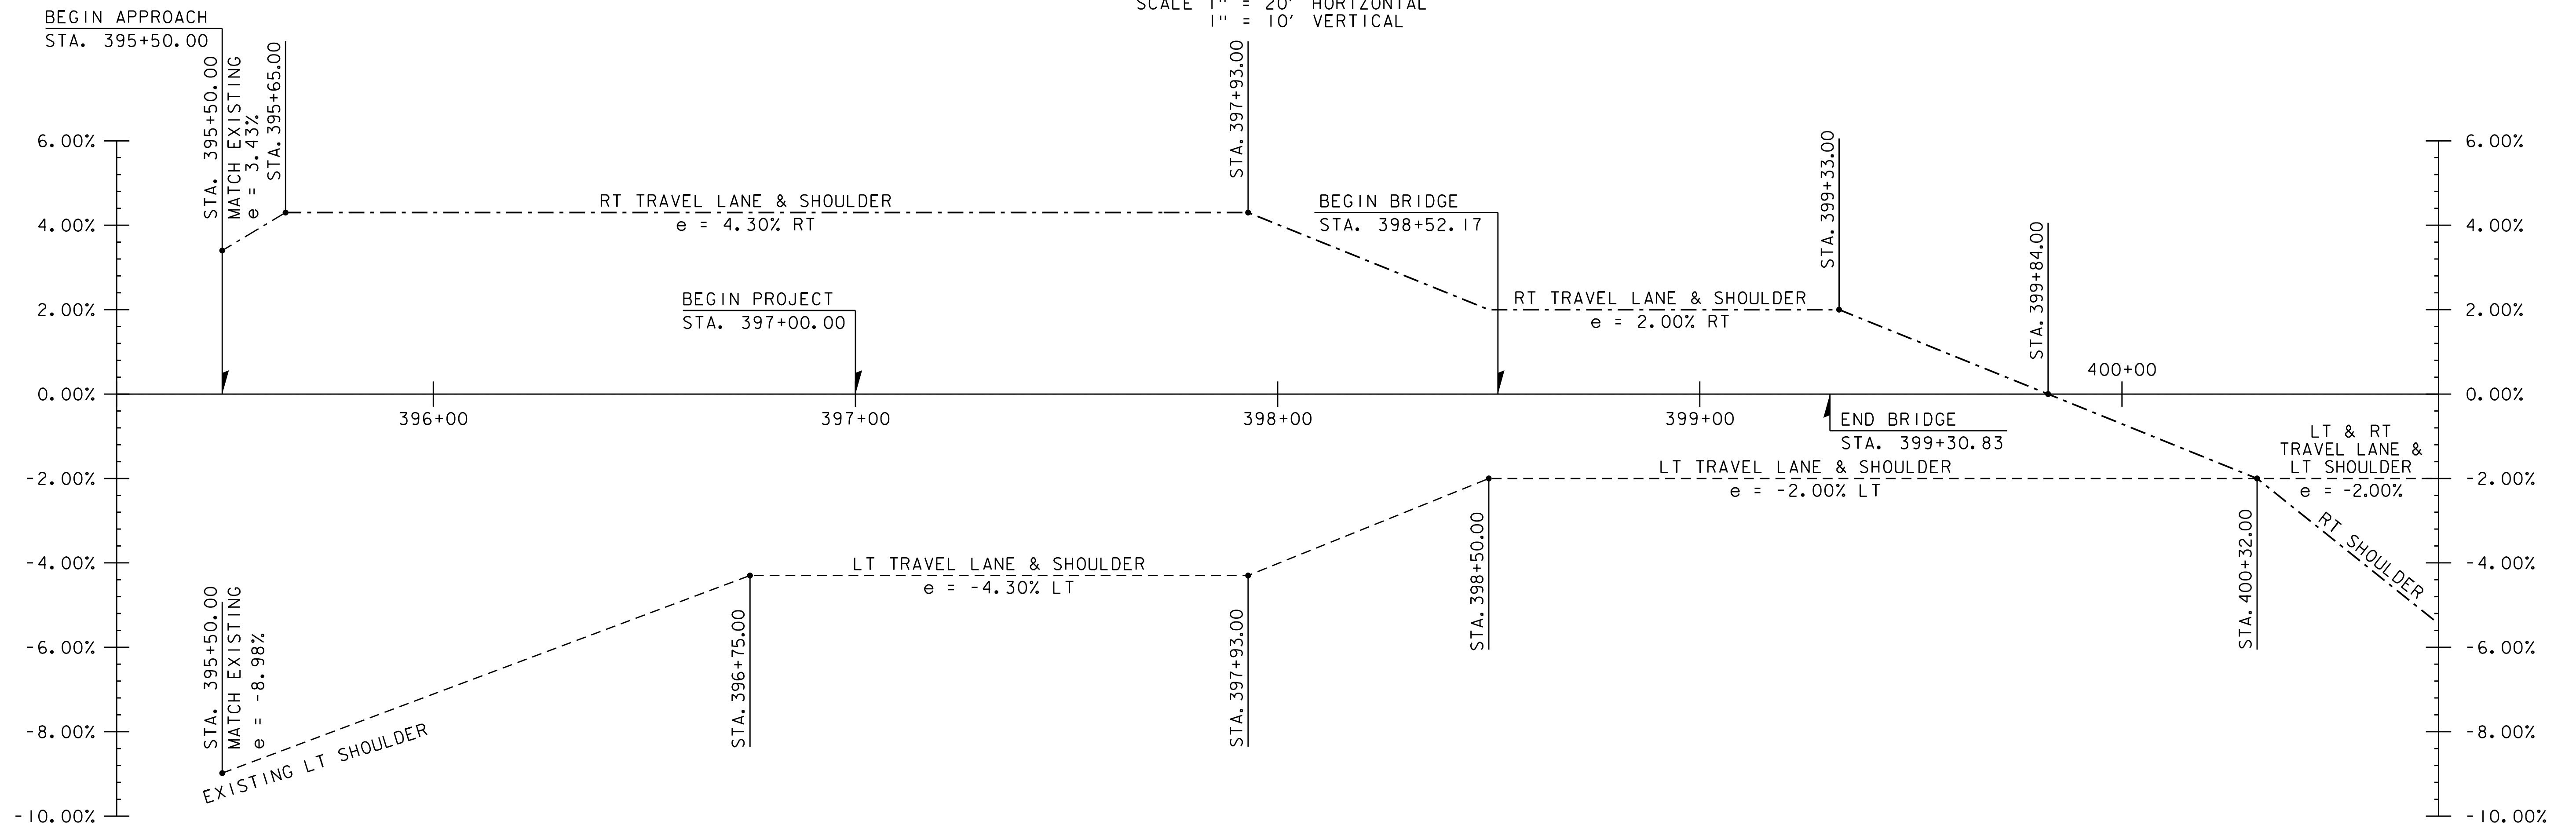 SCALE 1" = 20' HORIZONTAL
1" = 10' VERTICAL
BEGIN APPROACH
STA. 395+50.00
STA. 395+50.00
MATCH EXISTING
e = 3.43%
STA. 395+65.00
STA. 397+93.00
STA. 399+33.00
STA. 399+84.00
6.00%
4.00%
2.00%
0.00%
-2.00%
-4.00%
-6.00%
-8.00%
-10.00%
RT TRAVEL LANE & SHOULDER
e = 4.30% RT
BEGIN BRIDGE
STA. 398+52.17
BEGIN PROJECT
STA. 397+00.00
RT TRAVEL LANE & SHOULDER
e = 2.00% RT
396+00
397+00
398+00
399+00
400+00
END BRIDGE
STA. 399+30.83
LT TRAVEL LANE & SHOULDER
e = -2.00% LT
LT & RT
TRAVEL LANE &
LT SHOULDER
e = -2.00%
RT SHOULDER
LT TRAVEL LANE & SHOULDER
e = -4.30% LT
STA. 395+50.00
MATCH EXISTING
e = -8.98%
EXISTING LT SHOULDER
STA. 396+75.00
STA. 397+93.00
STA. 398+50.00
STA. 400+32.00
6.00%
4.00%
2.00%
0.00%
-2.00%
-4.00%
-6.00%
-8.00%
-10.00%